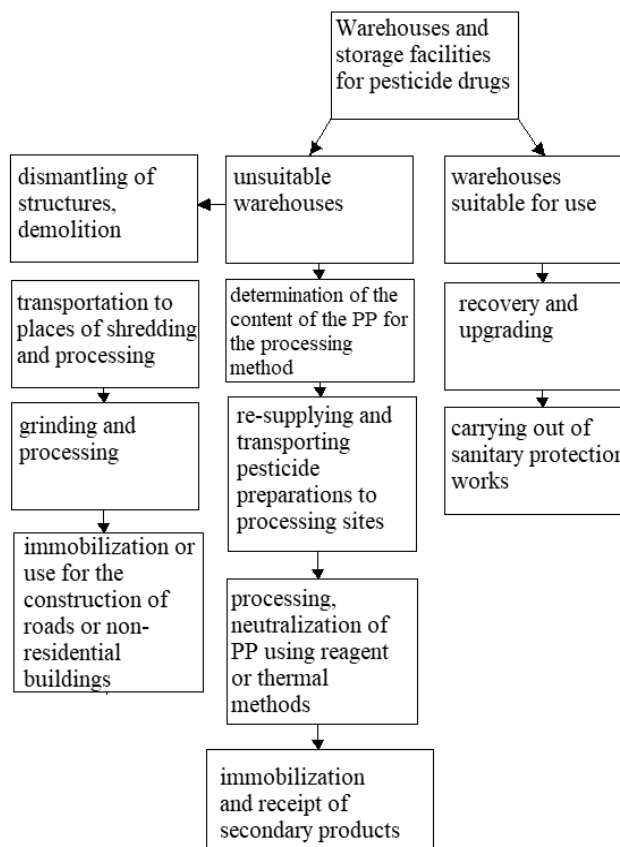 Warehouses and
storage facilities
for pesticide drugs
dismantling of
structures,
demolition
unsuitable
warehouses
warehouses
suitable for use
transportation to
places of shredding
and processing
determination of the
content of the PP for
the processing
method
recovery and
upgrading
grinding and
processing
re-supplying and
transporting
pesticide
preparations to
processing sites
carrying out of
sanitary protection
works
immobilization or
use for the
construction of
roads or non-
residential
buildings
processing,
neutralization of
PP using reagent
or thermal
methods
immobilization
and receipt of
secondary products